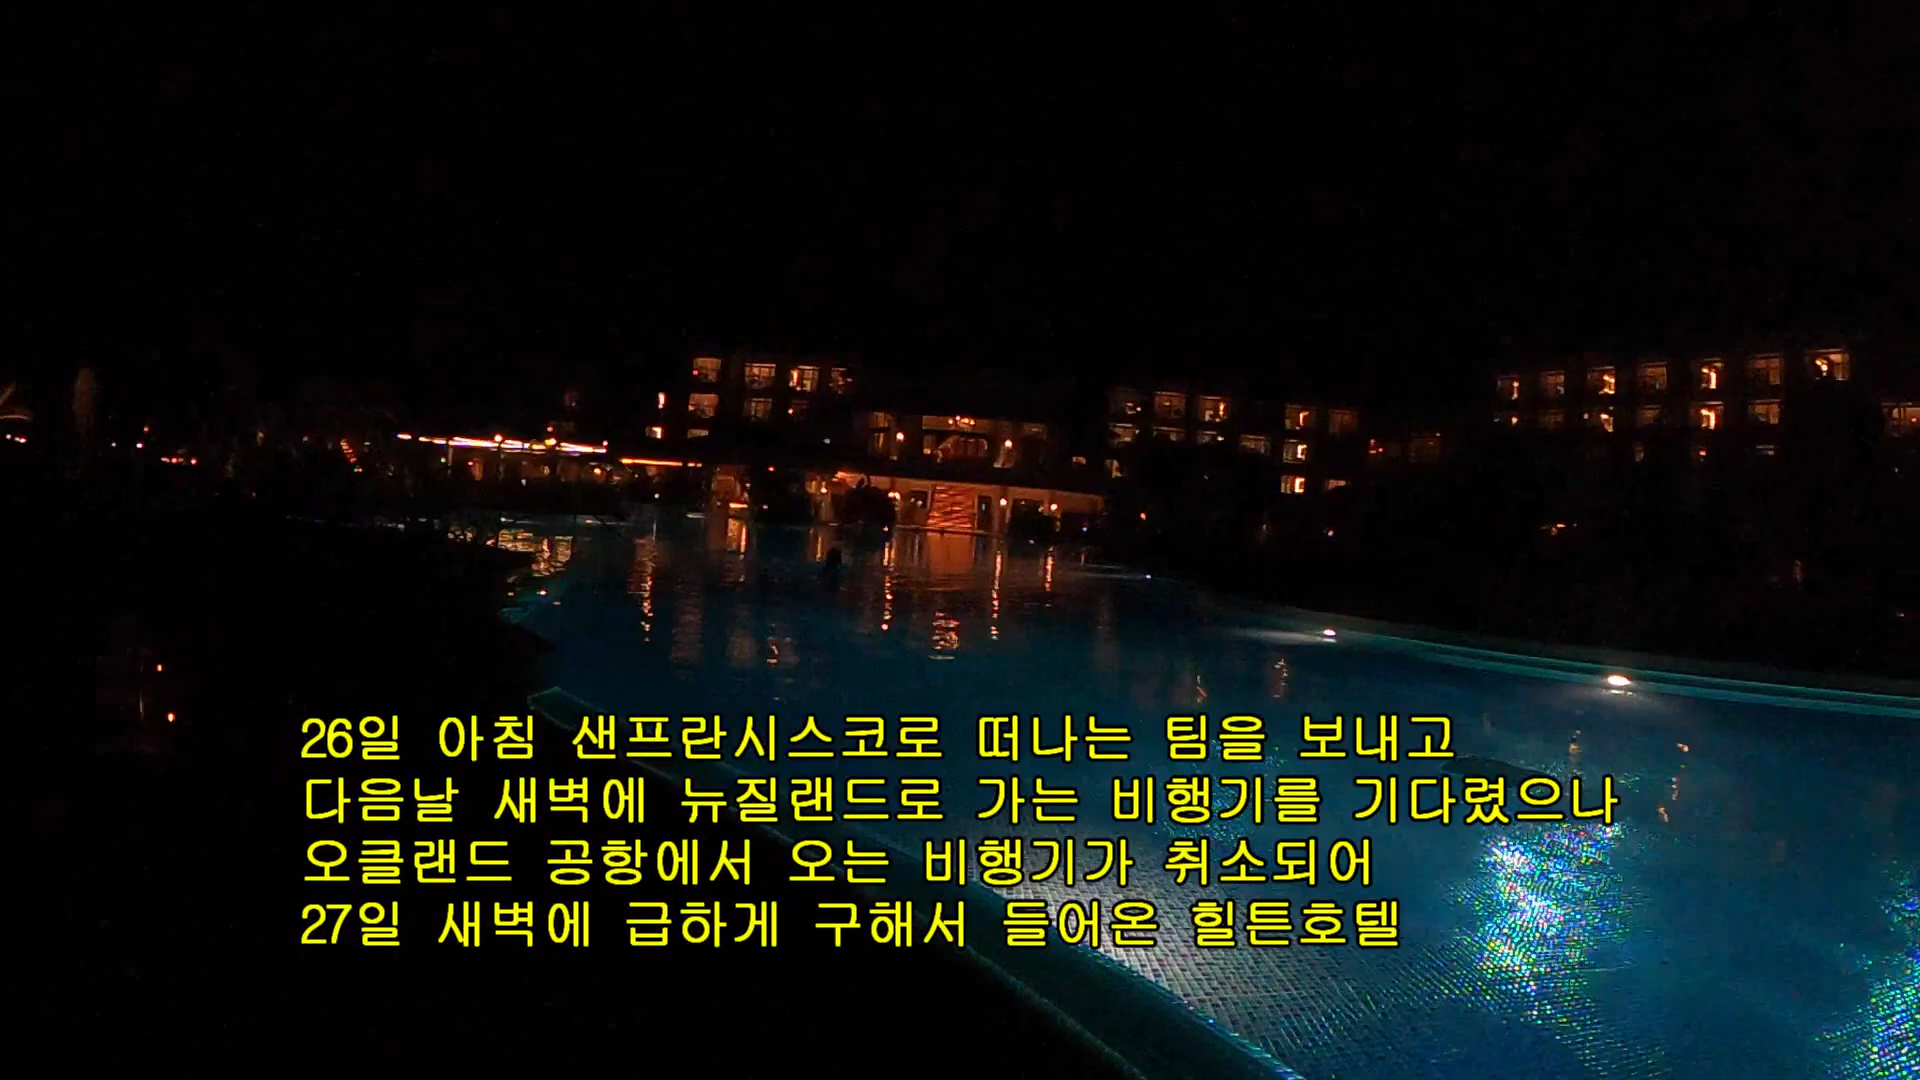 26일 아침 샌프란시스코로 떠나는 팀을 보내고
다음날 새벽에 뉴질랜드로 가는 비행기를 기다렸으나
오클랜드 공항에서 오는 비행기가 취소되어
27일 새벽에 급하게 구해서 들어온 힐튼호텔